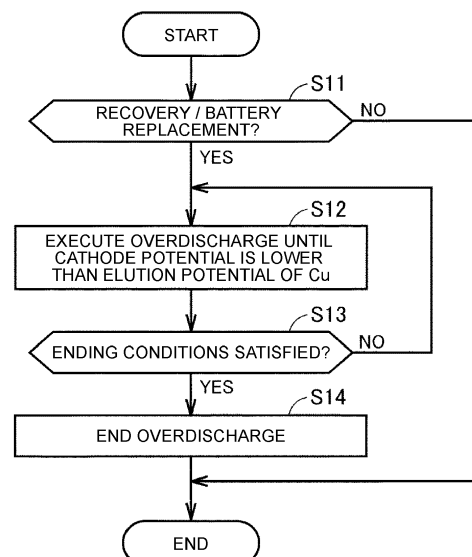 START
S11
RECOVERY / BATTERY
REPLACEMENT?
NO
YES
S12
EXECUTE OVERDISCHARGE UNTIL
CATHODE POTENTIAL IS LOWER
THAN ELUTION POTENTIAL OF Cu
S13
ENDING CONDITIONS SATISFIED?
NO
YES
S14
END OVERDISCHARGE
END